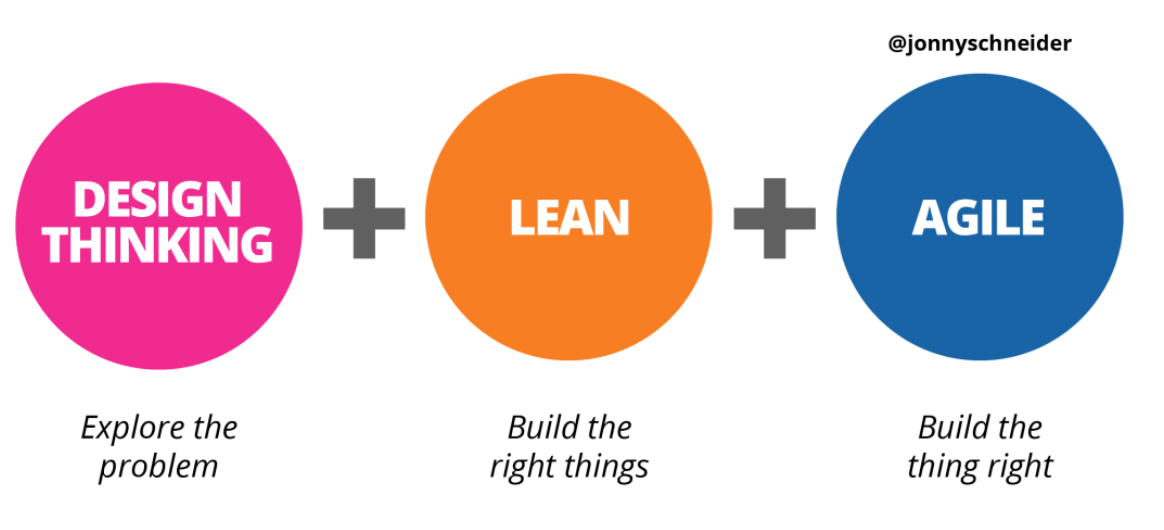 @jonnyschneider
DESIGN
THINKING
LEAN
AGILE
Explore the
problem
Build the
right things
Build the
thing right